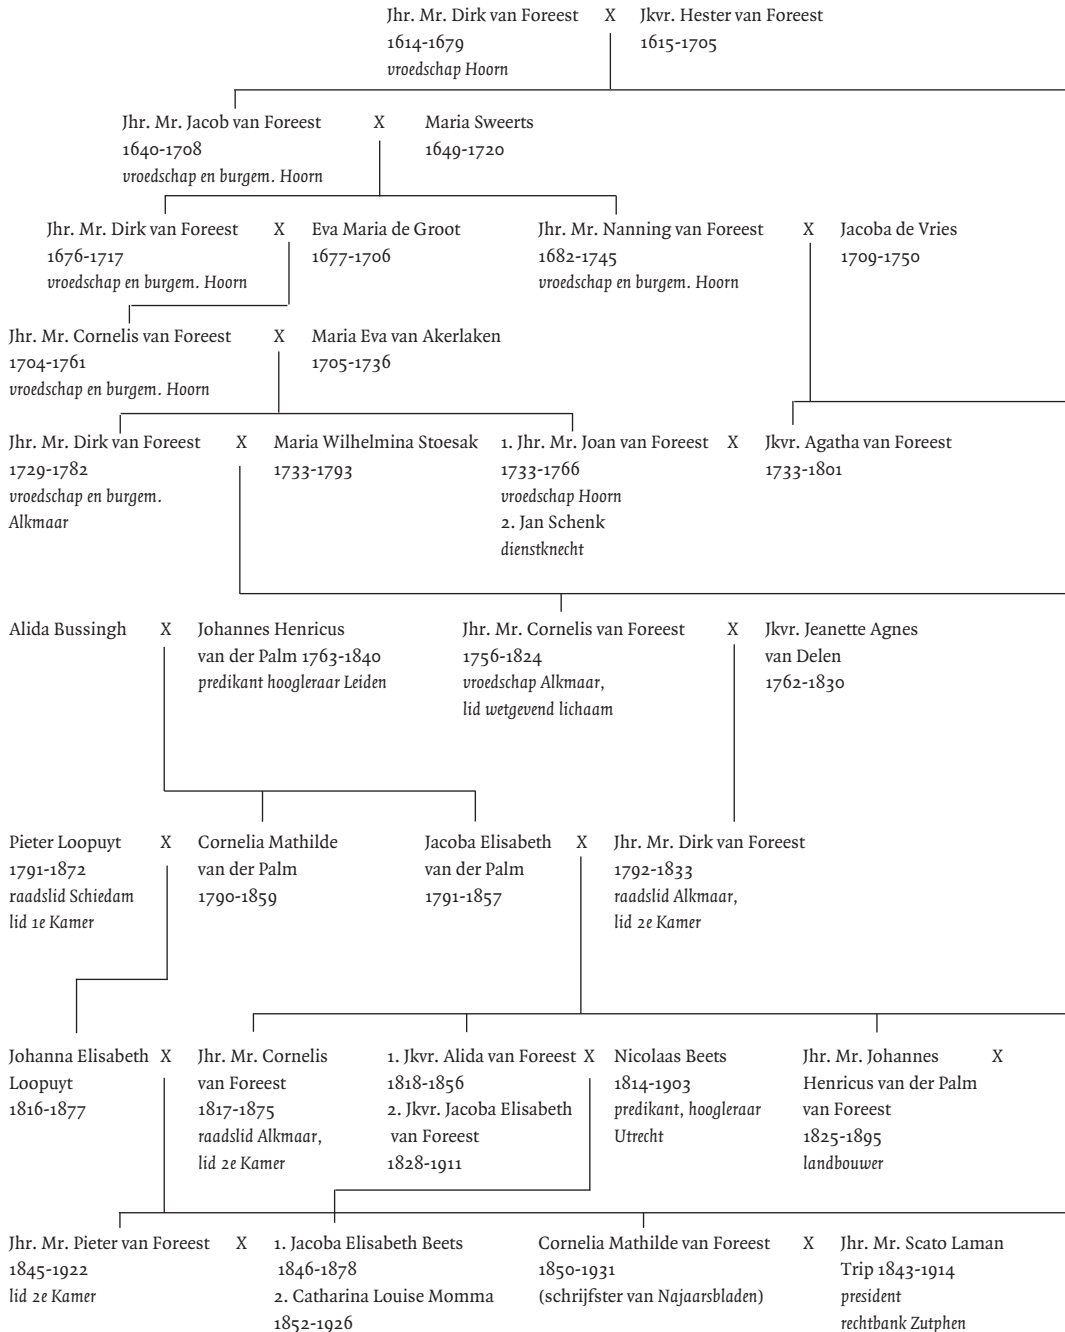 Jhr. Mr. Dirk van Foreest X Jkvr. Hester van Foreest
1614-1679 1615-1705
vroedschap Hoorn
Jhr. Mr. Jacob van Foreest X Maria Sweerts
1640-1708 1649-1720
vroedschap en burgem. Hoorn
Jhr. Mr. Dirk van Foreest X Eva Maria de Groot Jhr. Mr. Nanning van Foreest X Jacoba de Vries
1676-1717 1677-1706 1682-1745 1709-1750
vroedschap en burgem. Hoorn vroedschap en burgem. Hoorn
Jhr. Mr. Cornelis van Foreest X Maria Eva van Akerlaken
1704-1761 1705-1736
vroedschap en burgem. Hoorn
Jhr. Mr. Dirk van Foreest X Maria Wilhelmina Stoesak 1. Jhr. Mr. Joan van Foreest X Jkvr. Agatha van Foreest
1729-1782 1733-1793 1733-1766 1733-1801
vroedschap en burgem. vroedschap Hoorn
Alkmaar 2. Jan Schenk
dienstknecht
Alida Bussingh X Johannes Henricus Jhr. Mr. Cornelis van Foreest X Jkvr. Jeanette Agnes
van der Palm 1763-1840 1756-1824 van Delen
predikant hoogleraar Leiden vroedschap Alkmaar, 1762-1830
lid wetgevend lichaam
Pieter Loopuyt X Cornelia Mathilde Jacoba Elisabeth X Jhr. Mr. Dirk van Foreest
1791-1872 van der Palm van der Palm 1792-1833
raadslid Schiedam 1790-1859 1791-1857 raadslid Alkmaar,
lid 1e Kamer lid 2e Kamer
Johanna Elisabeth X Jhr. Mr. Cornelis 1. Jkvr. Alida van Foreest X Nicolaas Beets Jhr. Mr. Johannes X
Loopuyt van Foreest 1818-1856 1814-1903 Henricus van der Palm
1816-1877 1817-1875 2. Jkvr. Jacoba Elisabeth predikant, hoogleraar van Foreest
raadslid Alkmaar, van Foreest Utrecht 1825-1895
lid 2e Kamer 1828-1911 landbouwer
Jhr. Mr. Pieter van Foreest X 1. Jacoba Elisabeth Beets Cornelia Mathilde van Foreest X Jhr. Mr. Scato Laman
1845-1922 1846-1878 1850-1931 Trip 1843-1914
lid 2e Kamer 2. Catharina Louise Momma (schrijfster van Najaarsbladen) president
1852-1926 rechtbank Zutphen